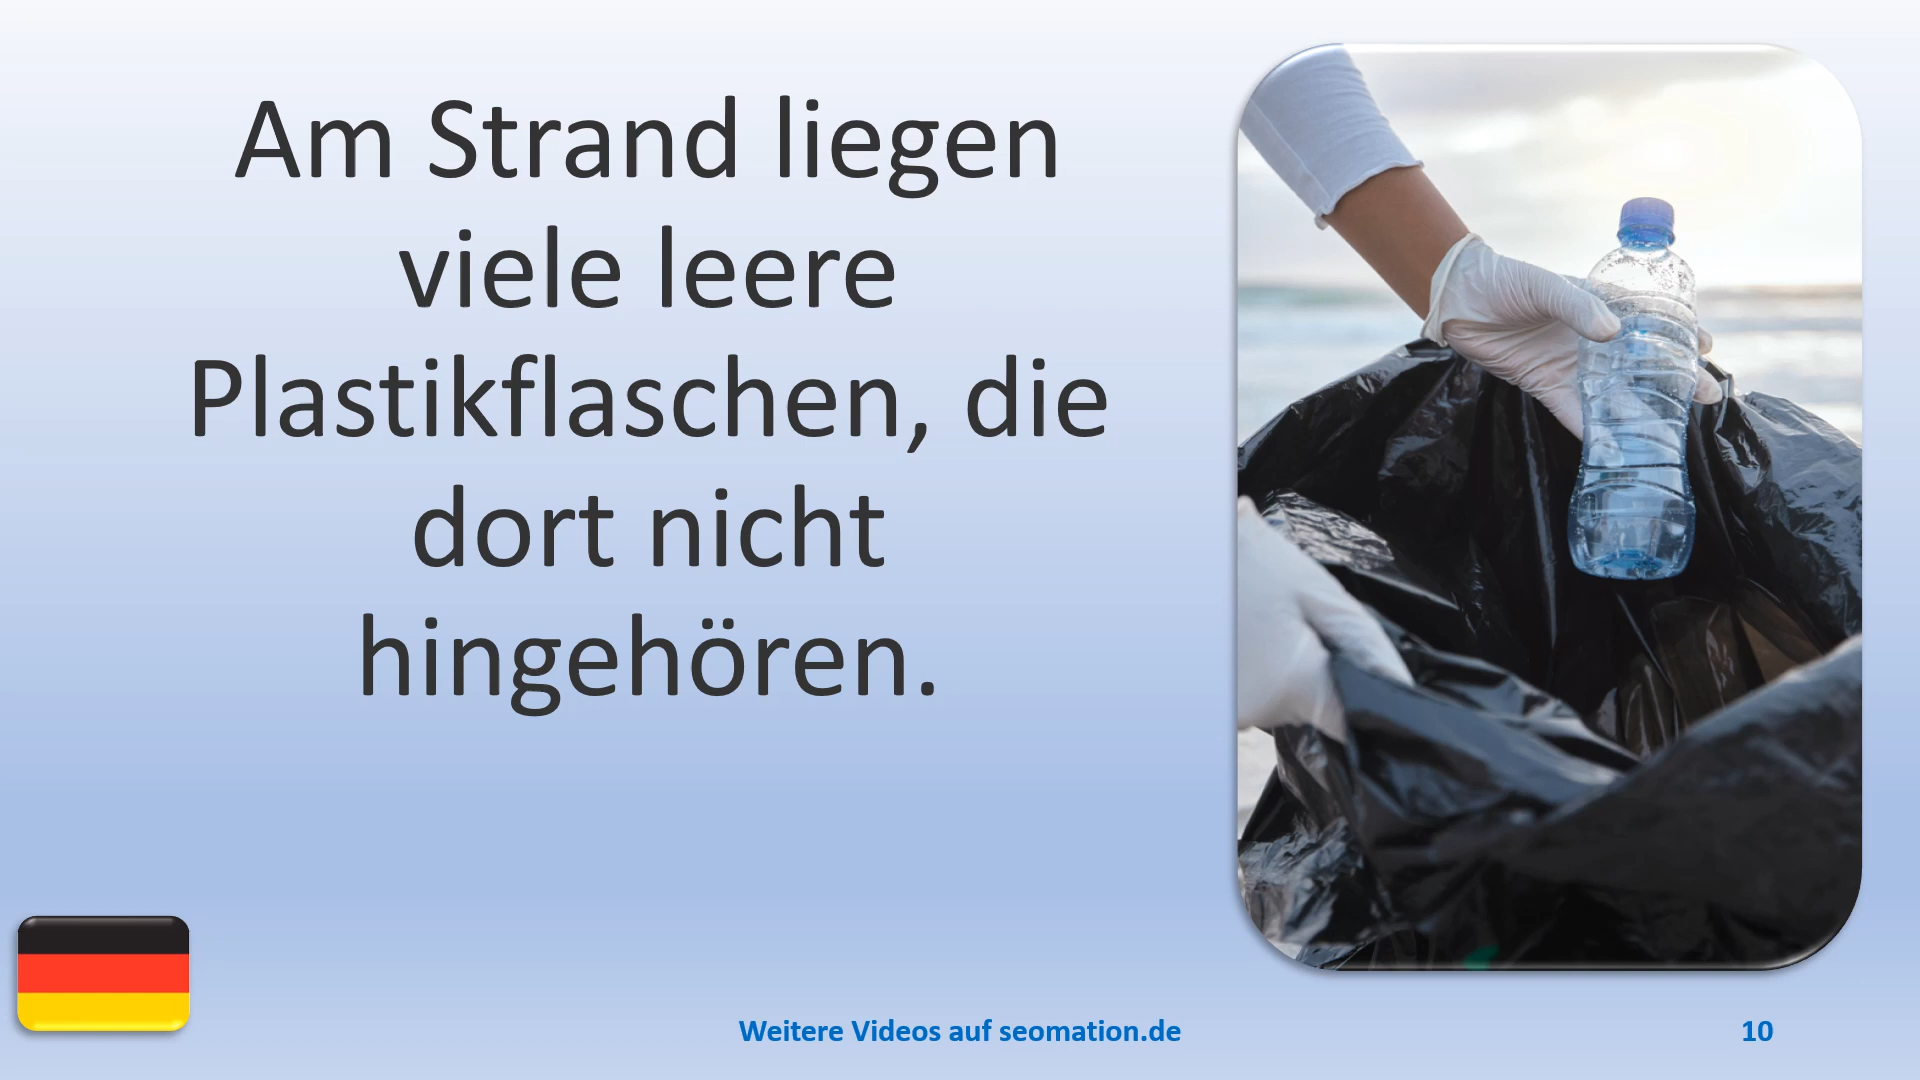 Am Strand liegen
viele leere
Plastikflaschen, die
dort nicht
hingehören.
Weitere Videos auf seomation.de
10